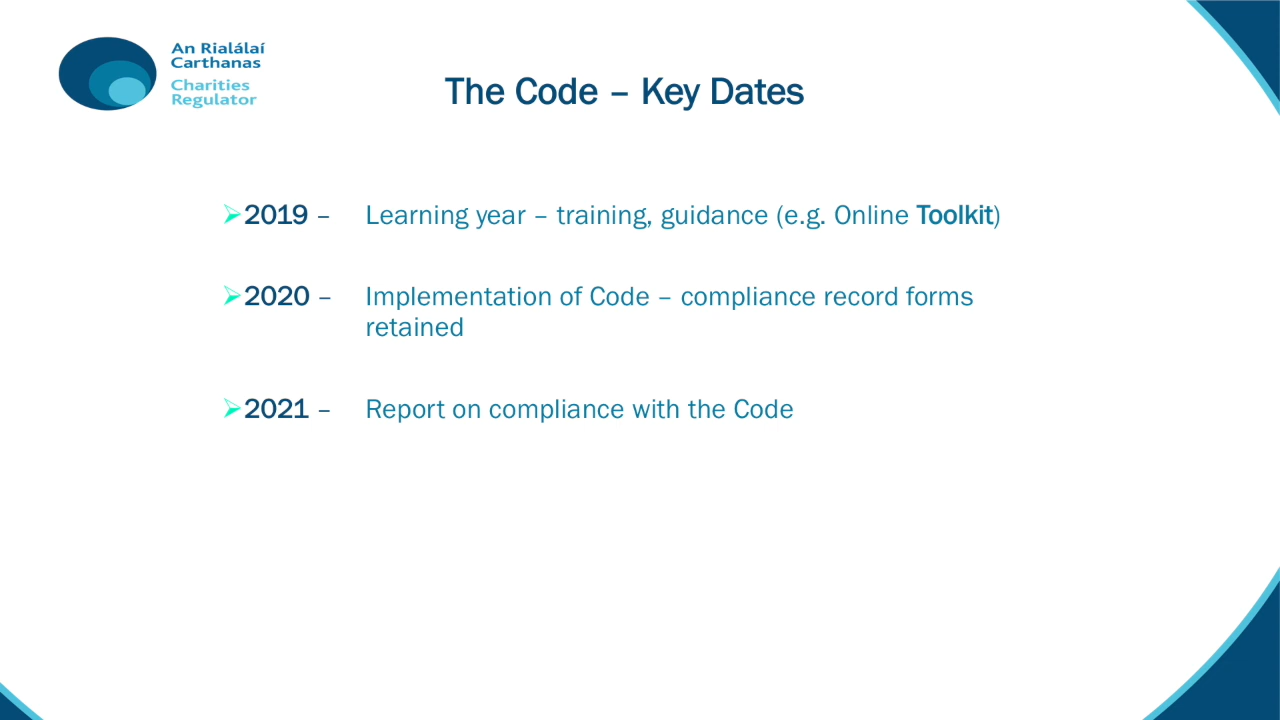 An Rialálaí
Carthanas
Charities
Regulator
The Code – Key Dates
➢2019 – Learning year – training, guidance (e.g. Online Toolkit)
➢2020 – Implementation of Code – compliance record forms
retained
➢2021 – Report on compliance with the Code